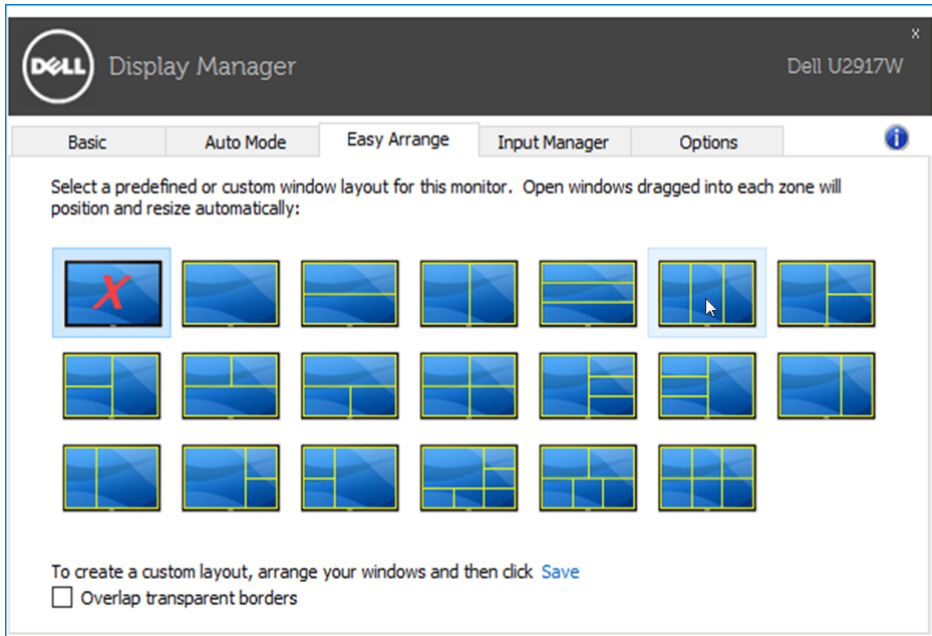 DELL Display Manager
x
Dell U2917W
Basic Auto Mode Easy Arrange Input Manager Options
Select a predefined or custom window layout for this monitor. Open windows dragged into each zone will
position and resize automatically:
X
To create a custom layout, arrange your windows and then click Save
Overlap transparent borders